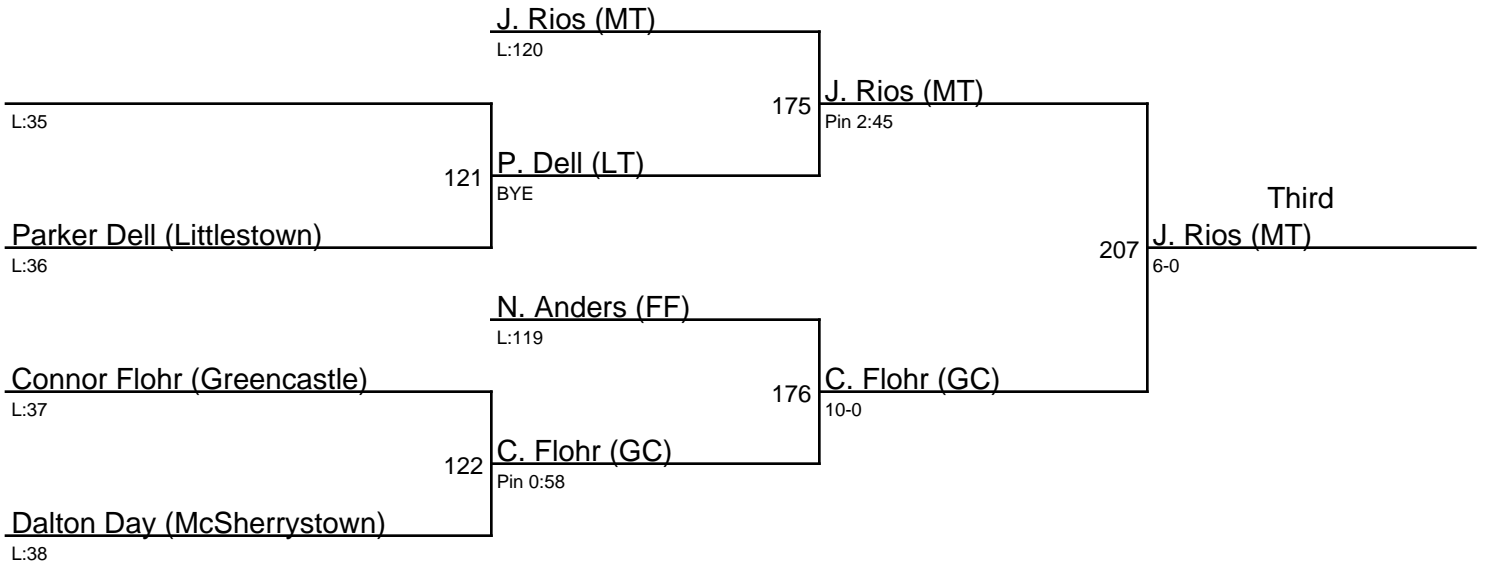 J. Rios (MT)
L:120
L:35
175
J. Rios (MT)
Pin 2:45
121
P. Dell (LT)
BYE
Parker Dell (Littlestown)
L:36
Third
207
J. Rios (MT)
6-0
N. Anders (FF)
L:119
Connor Flohr (Greencastle)
L:37
176
C. Flohr (GC)
10-0
122
C. Flohr (GC)
Pin 0:58
Dalton Day (McSherrystown)
L:38